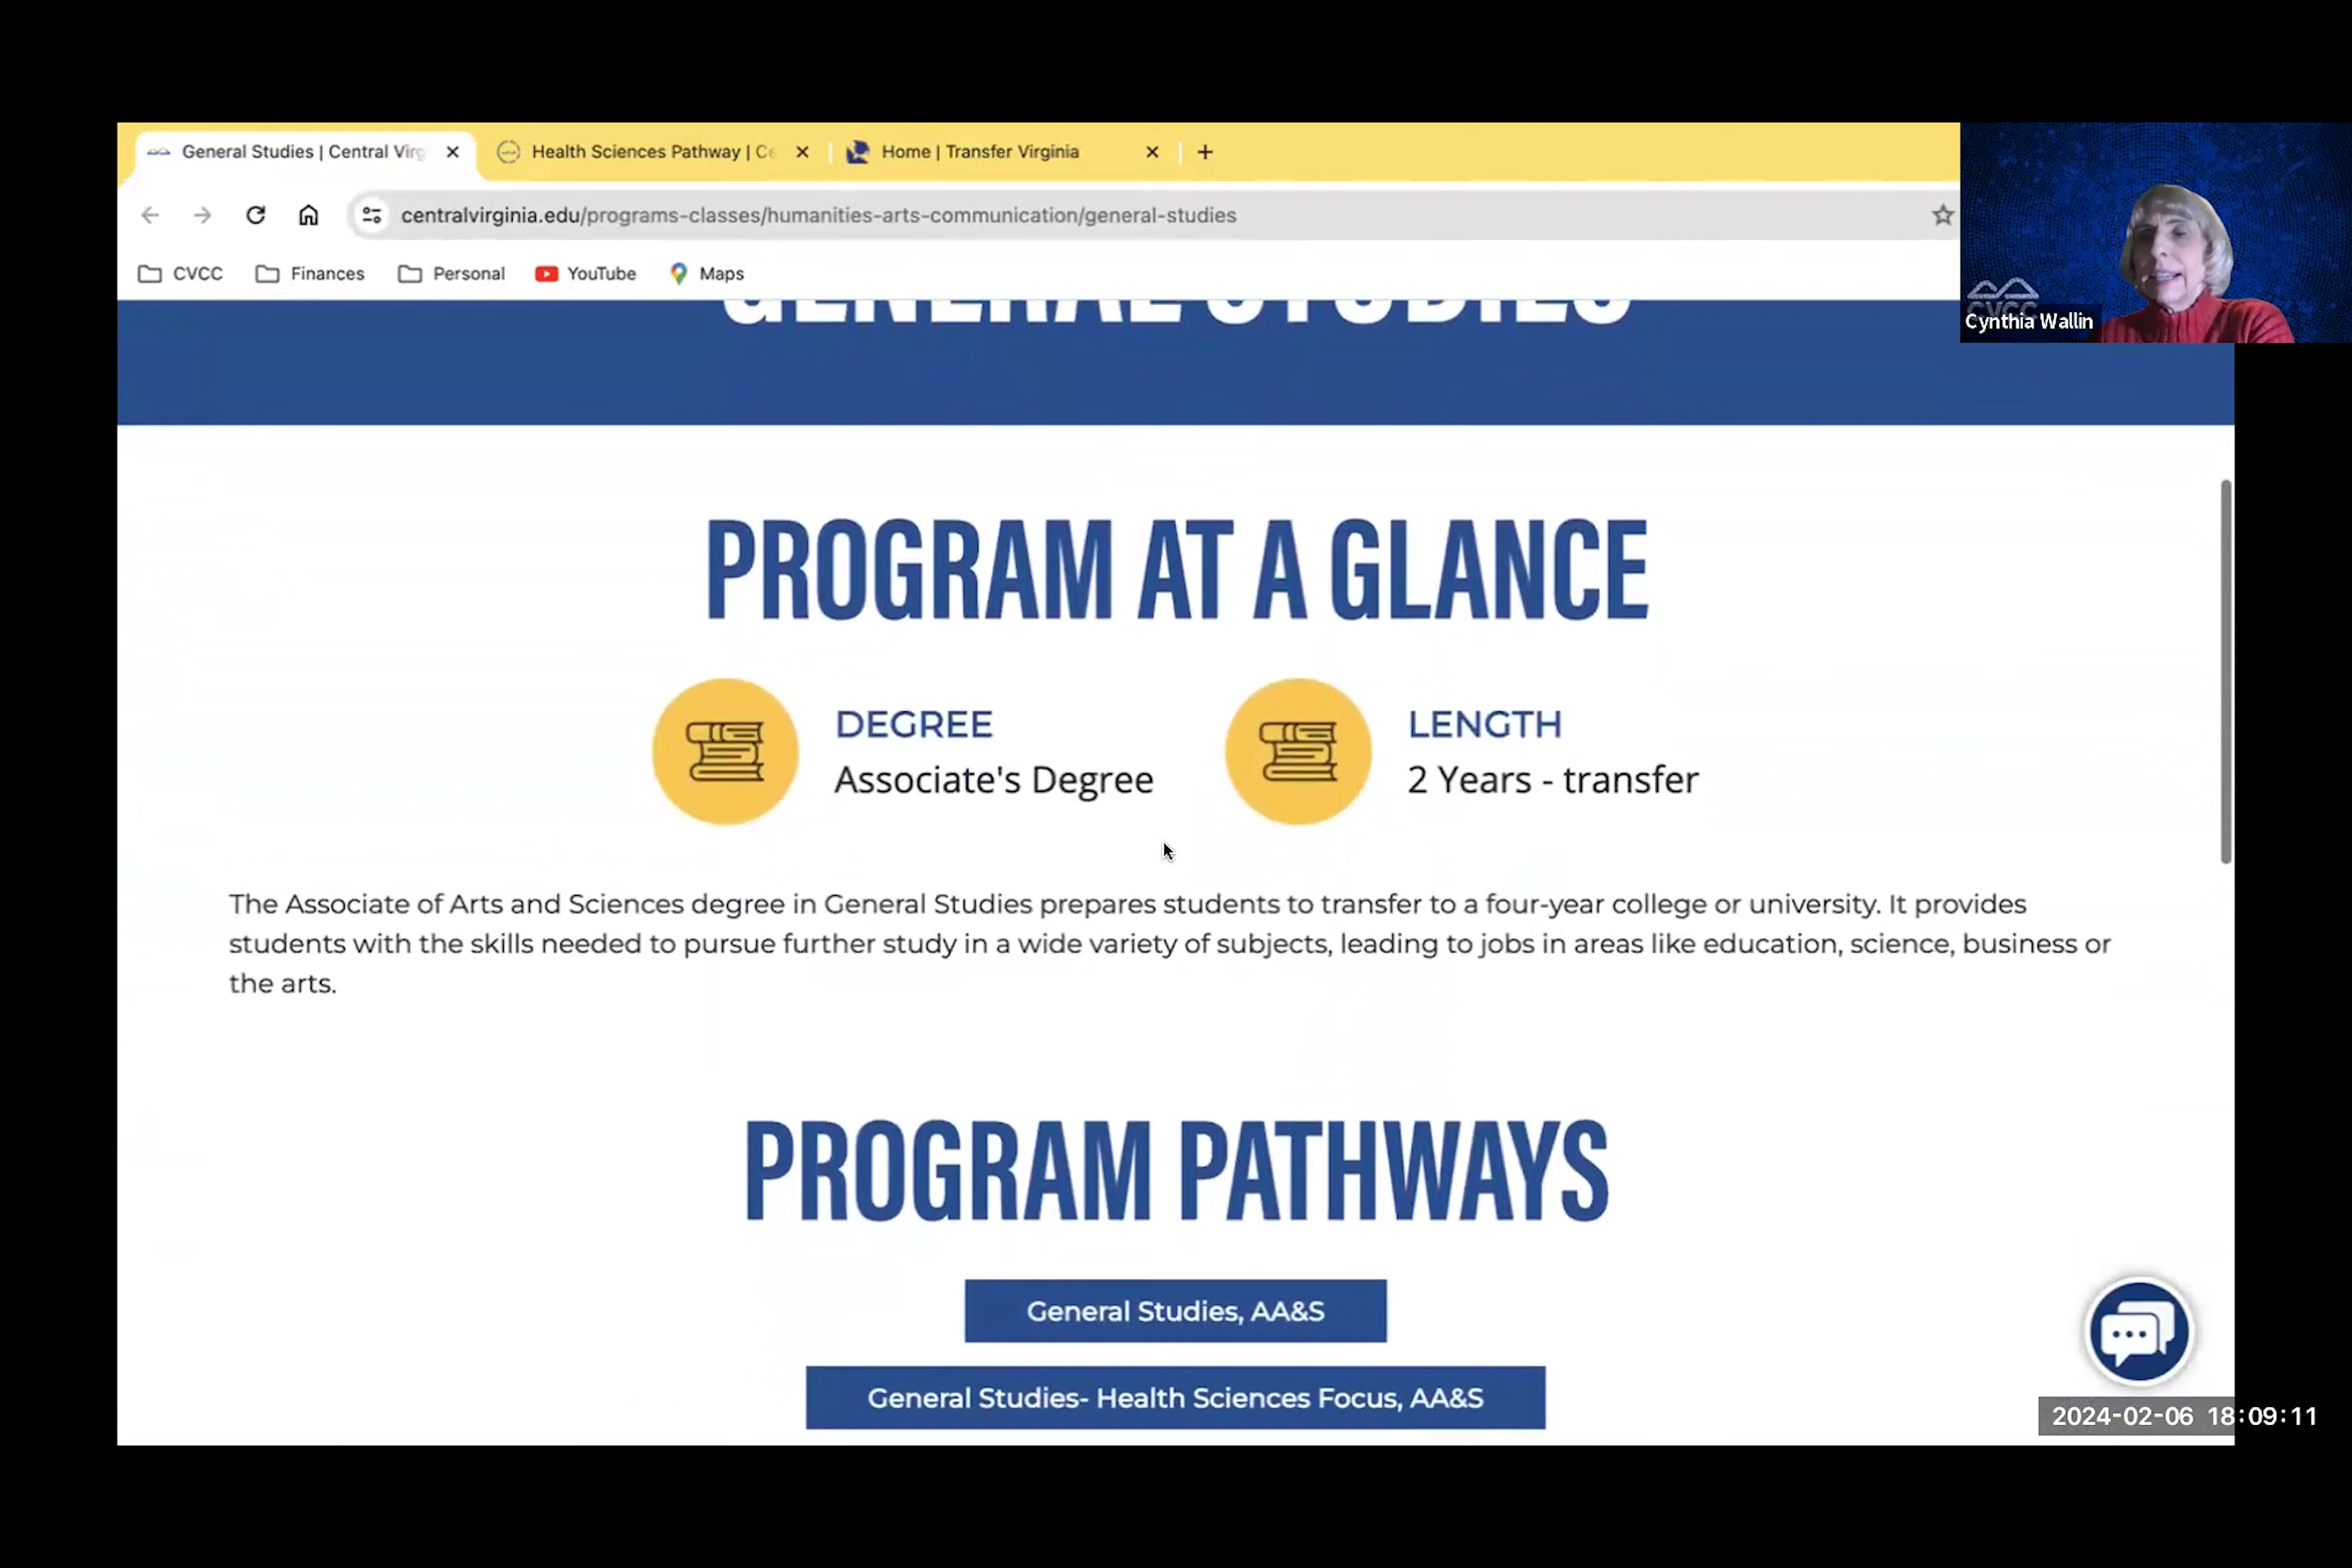 General Studies | Central Virg
Health Sciences Pathway | Ce
Home | Transfer Virginia
centralvirginia.edu/programs-classes/humanities-arts-communication/general-studies
CVCC
Finances
Personal
YouTube
Maps
CVCC
Cynthia Wallin
GENERAL STUDIES
PROGRAM AT A GLANCE
DEGREE
Associate's Degree
LENGTH
2 Years - transfer
The Associate of Arts and Sciences degree in General Studies prepares students to transfer to a four-year college or university. It provides
students with the skills needed to pursue further study in a wide variety of subjects, leading to jobs in areas like education, science, business or
the arts.
PROGRAM PATHWAYS
General Studies, AA&S
General Studies- Health Sciences Focus, AA&S
2024-02-06 18:09:11